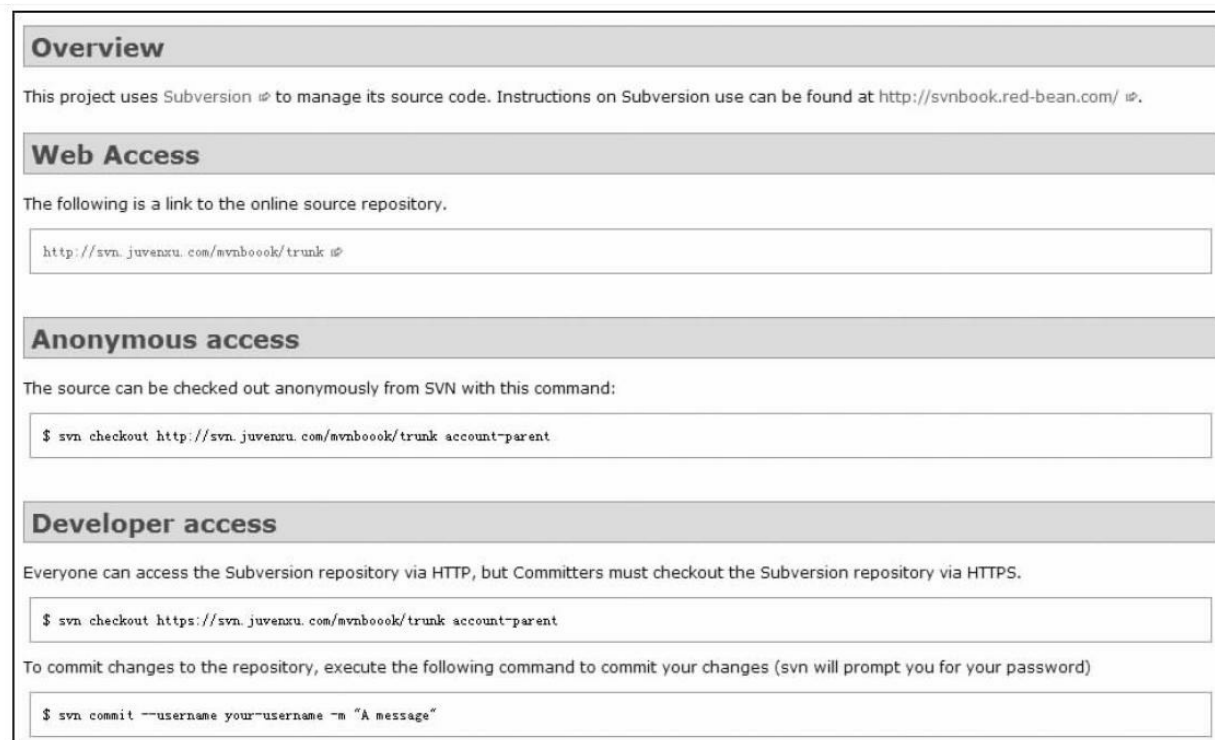 Overview
This project uses Subversion to manage its source code. Instructions on Subversion use can be found at http://svnbook.red-bean.com/ .
Web Access
The following is a link to the online source repository.
http://svn.juvenxu.com/mvnboook/trunk
Anonymous access
The source can be checked out anonymously from SVN with this command:
$ svn checkout http://svn.juvenxu.com/mvnboook/trunk account-parent
Developer access
Everyone can access the Subversion repository via HTTP, but Committers must checkout the Subversion repository via HTTPS.
$ svn checkout https://svn.juvenxu.com/mvnboook/trunk account-parent
To commit changes to the repository, execute the following command to commit your changes (svn will prompt you for your password)
$ svn commit --username your-username -m "A message"